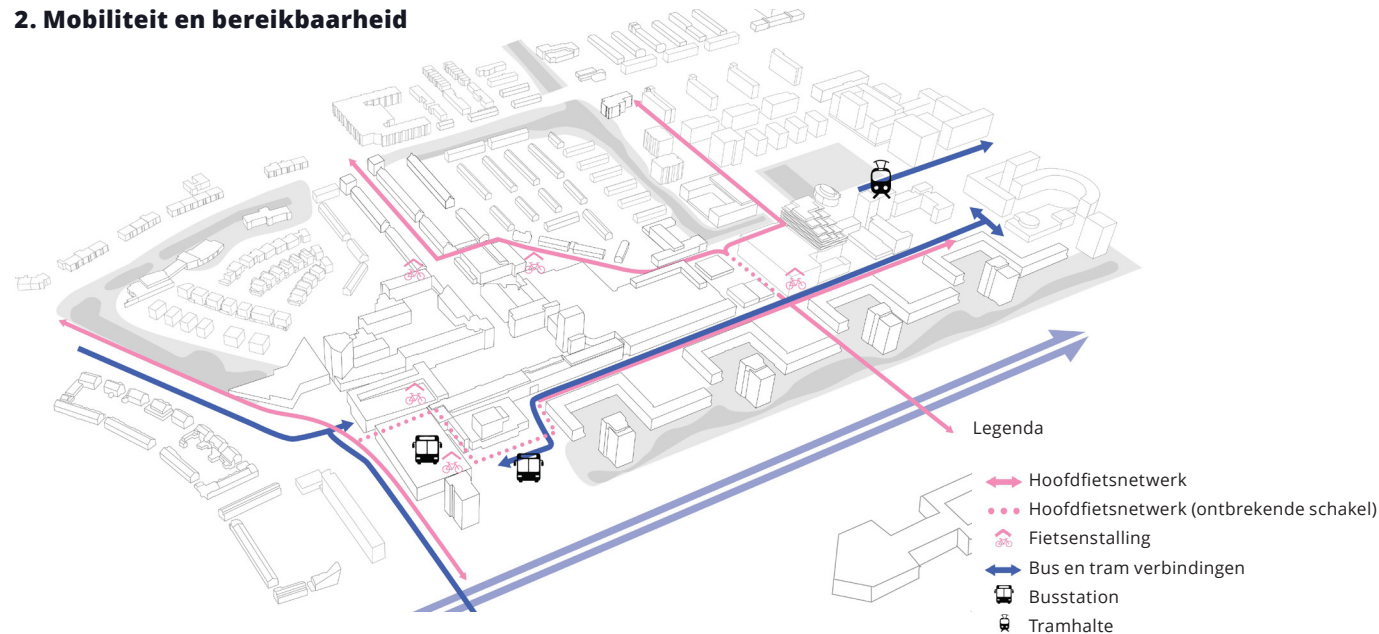 2. Mobiliteit en bereikbaarheid
Legenda
Hoofdfietsnetwerk
Hoofdfietsnetwerk (ontbrekende schakel)
Fietsenstalling
Bus en tram verbindingen
Busstation
Tramhalte